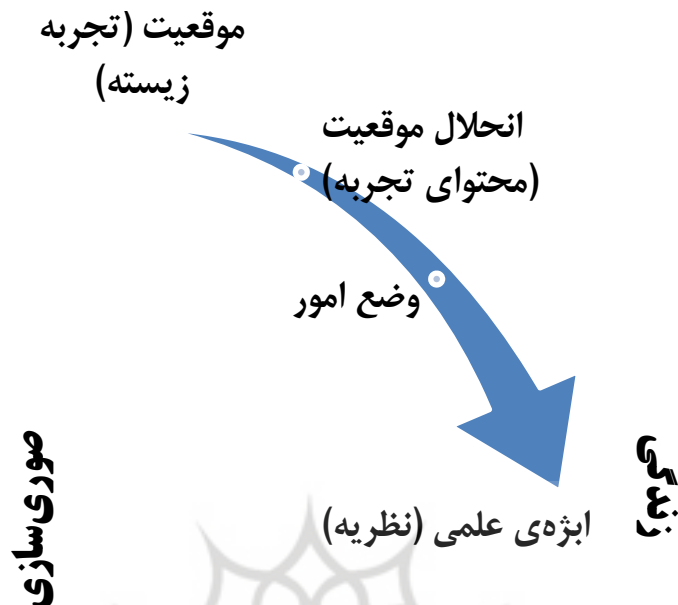 موقعیت (تجربه
زیسته)
انحلال موقعیت
(محتوای تجربه)
وضع امور
زندگی
صوری‌سازی
ابژه‌ی علمی (نظریه)